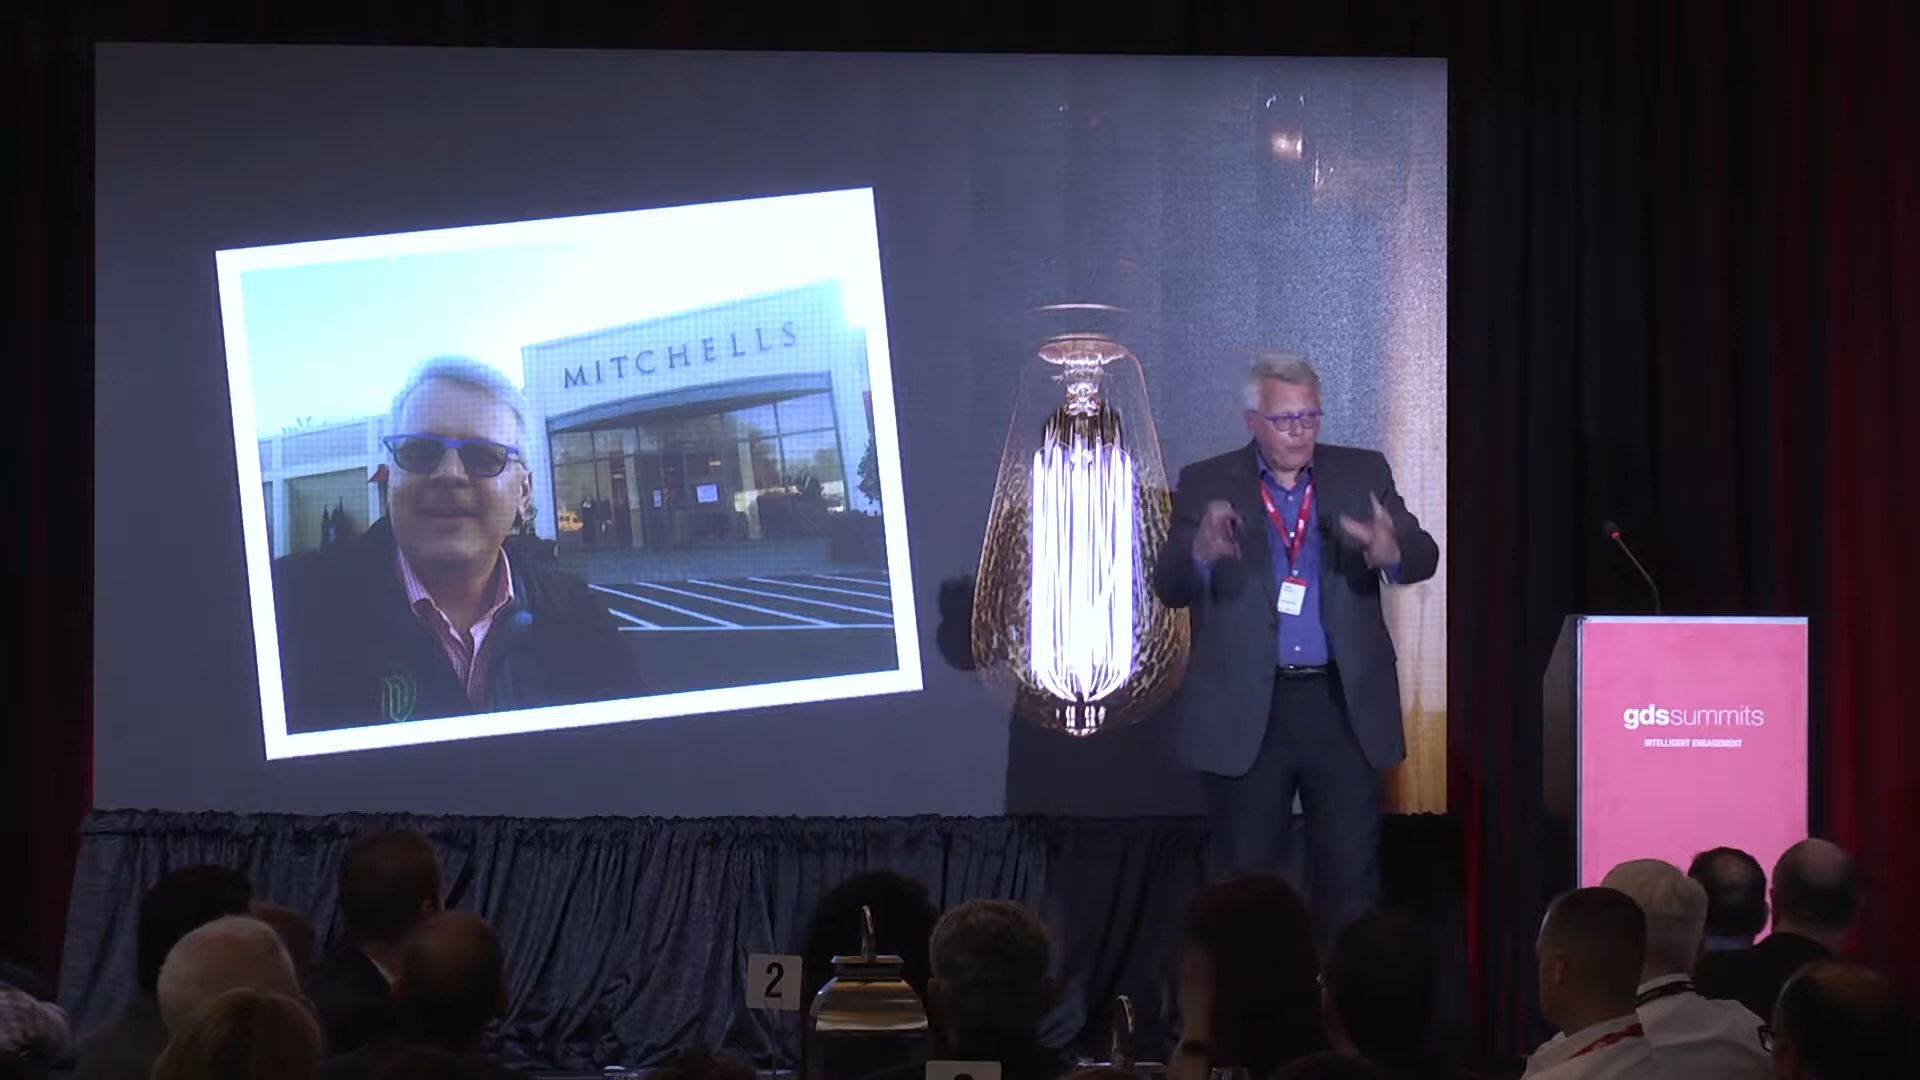 MITCHELLS
gdssummits
INTELLIGENT ENGAGEMENT
2